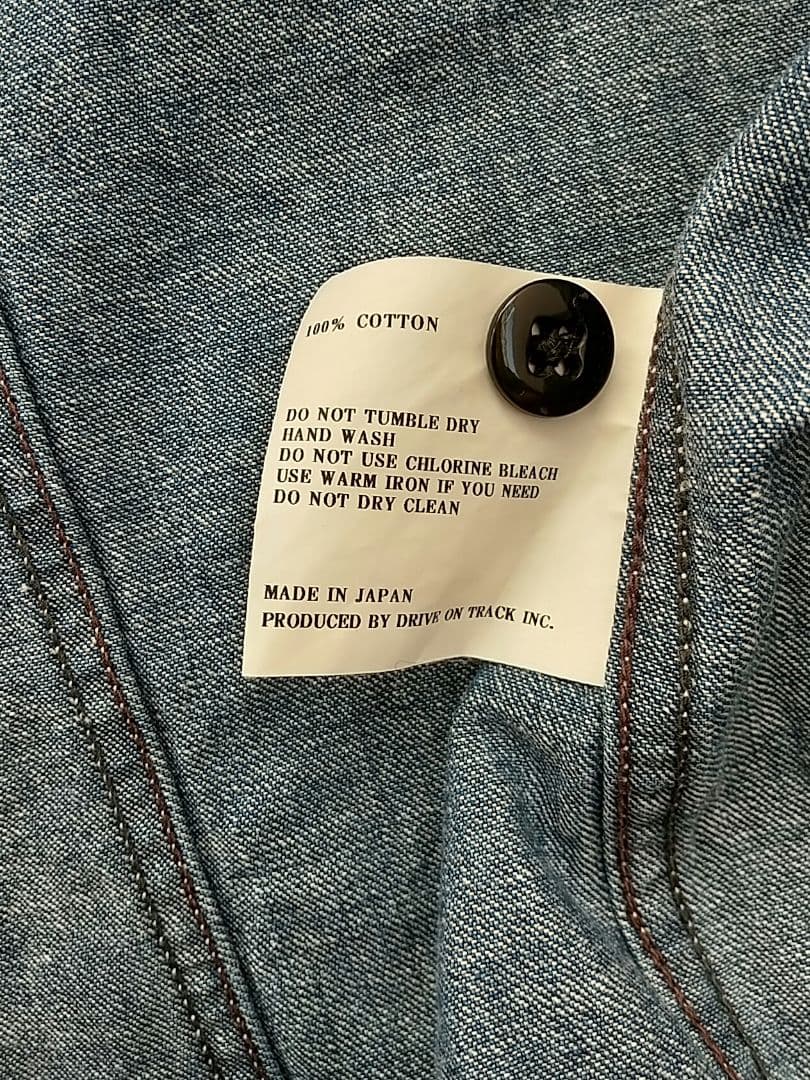 100% COTTON
DO NOT TUMBLE DRY
HAND WASH
DO NOT USE CHLORINE BLEACH
USE WARM IRON IF YOU NEED
DO NOT DRY CLEAN
MADE IN JAPAN
PRODUCED BY DRIVE ON TRACK INC.